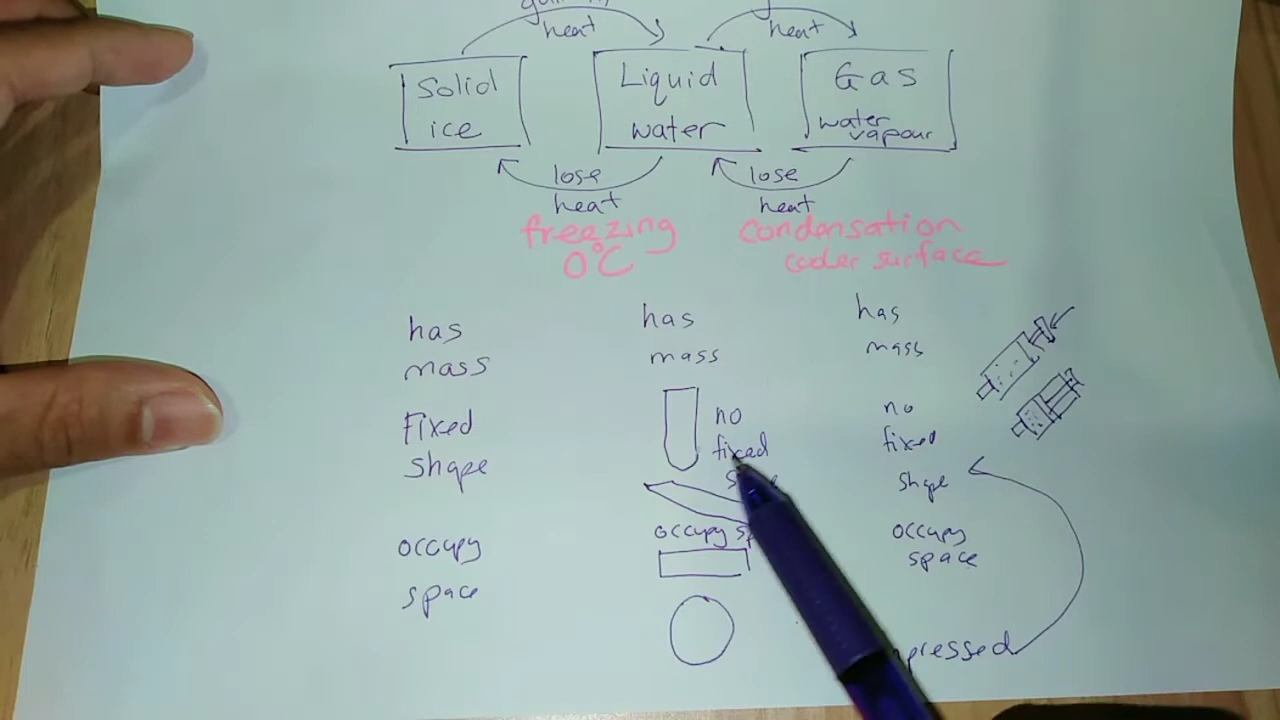 heat
heat
Solid
ice
Liquid
water
Gas
water
vapour
lose
heat
lose
heat
freezing
0°C
condensation
cooler surface
has
mass
Fixed
shape
occupy
space
has
mass
no
fixed
occupy
has
mass
no
fixed
shape
occupy
space